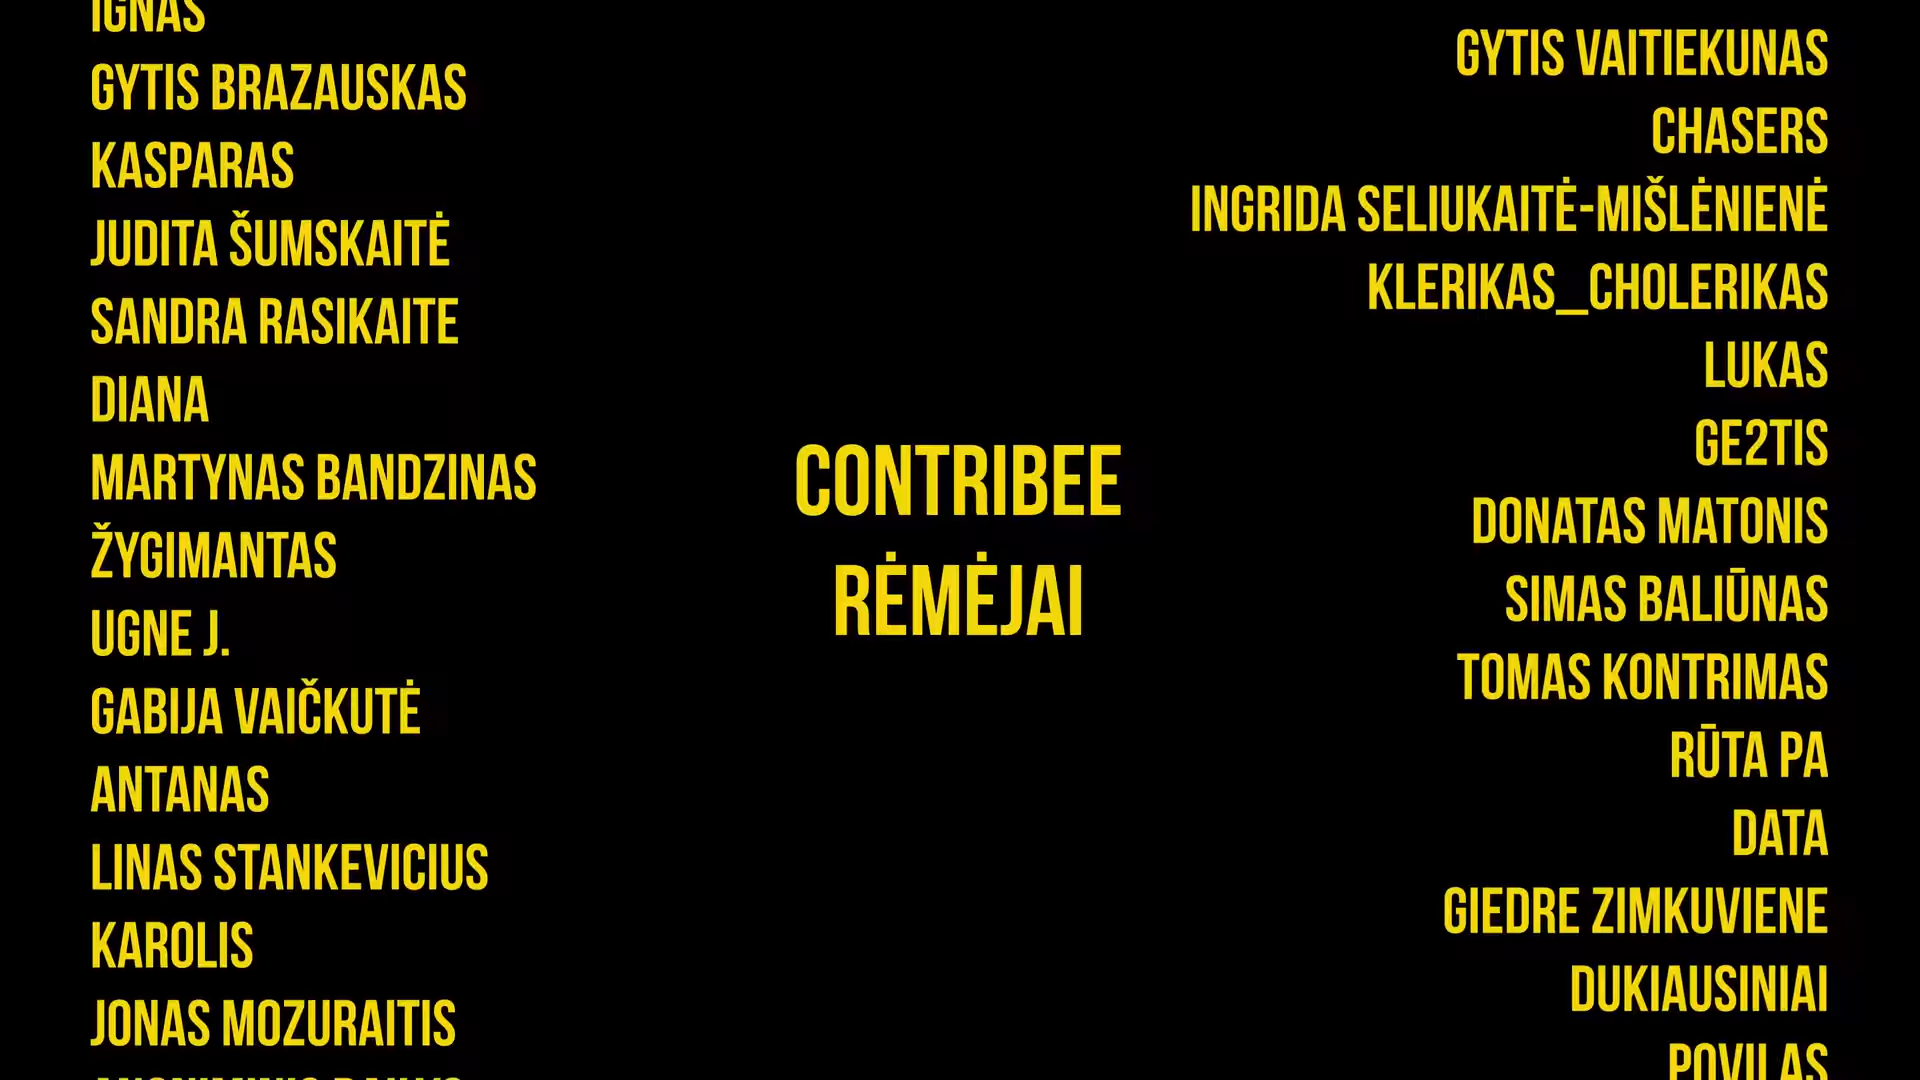 IGNAS
GYTIS BRAZAUSKAS
KASPARAS
JUDITA ŠUMSKAITĖ
SANDRA RASIKAITE
DIANA
MARTYNAS BANDZINAS
ŽYGIMANTAS
UGNE J.
GABIJA VAIČKUTĖ
ANTANAS
LINAS STANKEVICIUS
KAROLIS
JONAS MOZURAITIS
CONTRIBEE
RĖMĖJAI
GYTIS VAITIEKUNAS
CHASERS
INGRIDA SELIUKAITĖ-MIŠLĖNIENĖ
KLERIKAS_CHOLERIKAS
LUKAS
GE2TIS
DONATAS MATONIS
SIMAS BALIŪNAS
TOMAS KONTRIMAS
RŪTA PA
DATA
GIEDRE ZIMKUVIENE
DUKIAUSINIAI
POVILAS